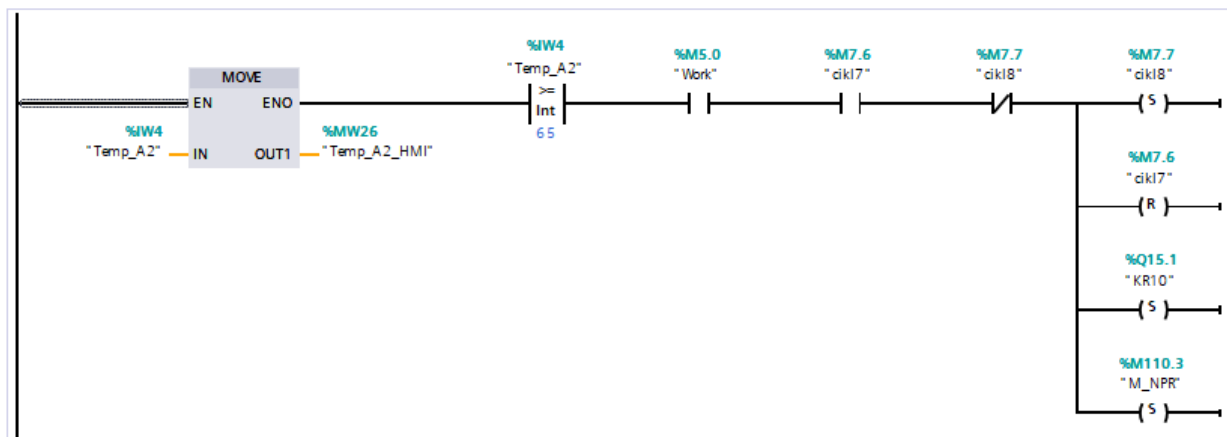 %IW4
%M5.0
%M7.6
%M7.7
%M7.7
"Temp_A2"
"Work"
"cikl7"
"cikl8"
"cikl8"
MOVE
>=
EN
ENO
Int
S
65
%IW4
%MW26
"Temp_A2"
IN
OUT1
"Temp_A2_HMI"
%M7.6
"cikl7"
R
%Q15.1
"KR10"
S
%M110.3
"M_NPR"
S